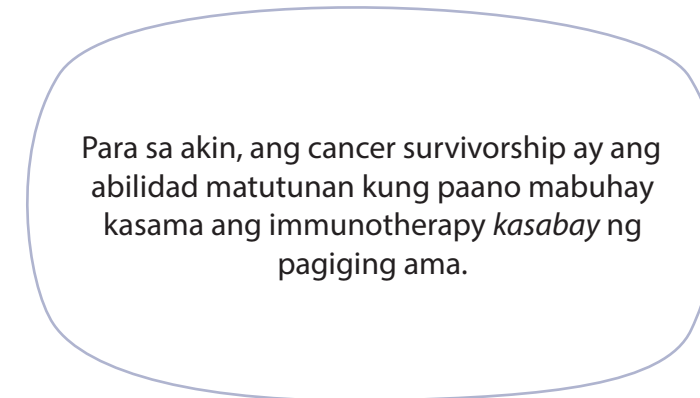 Para sa akin, ang cancer survivorship ay ang
abilidad matutunan kung paano mabuhay
kasama ang immunotherapy kasabay ng
pagiging ama.